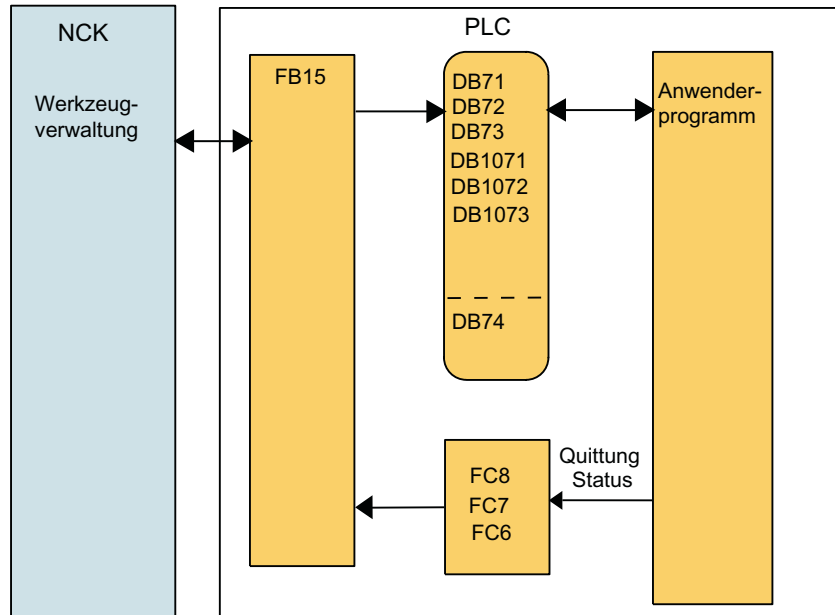 NCK
Werkzeug-
verwaltung
PLC
FB15
DB71
DB72
DB73
DB1071
DB1072
DB1073
DB74
Anwender-
programm
Quittung
Status
FC8
FC7
FC6